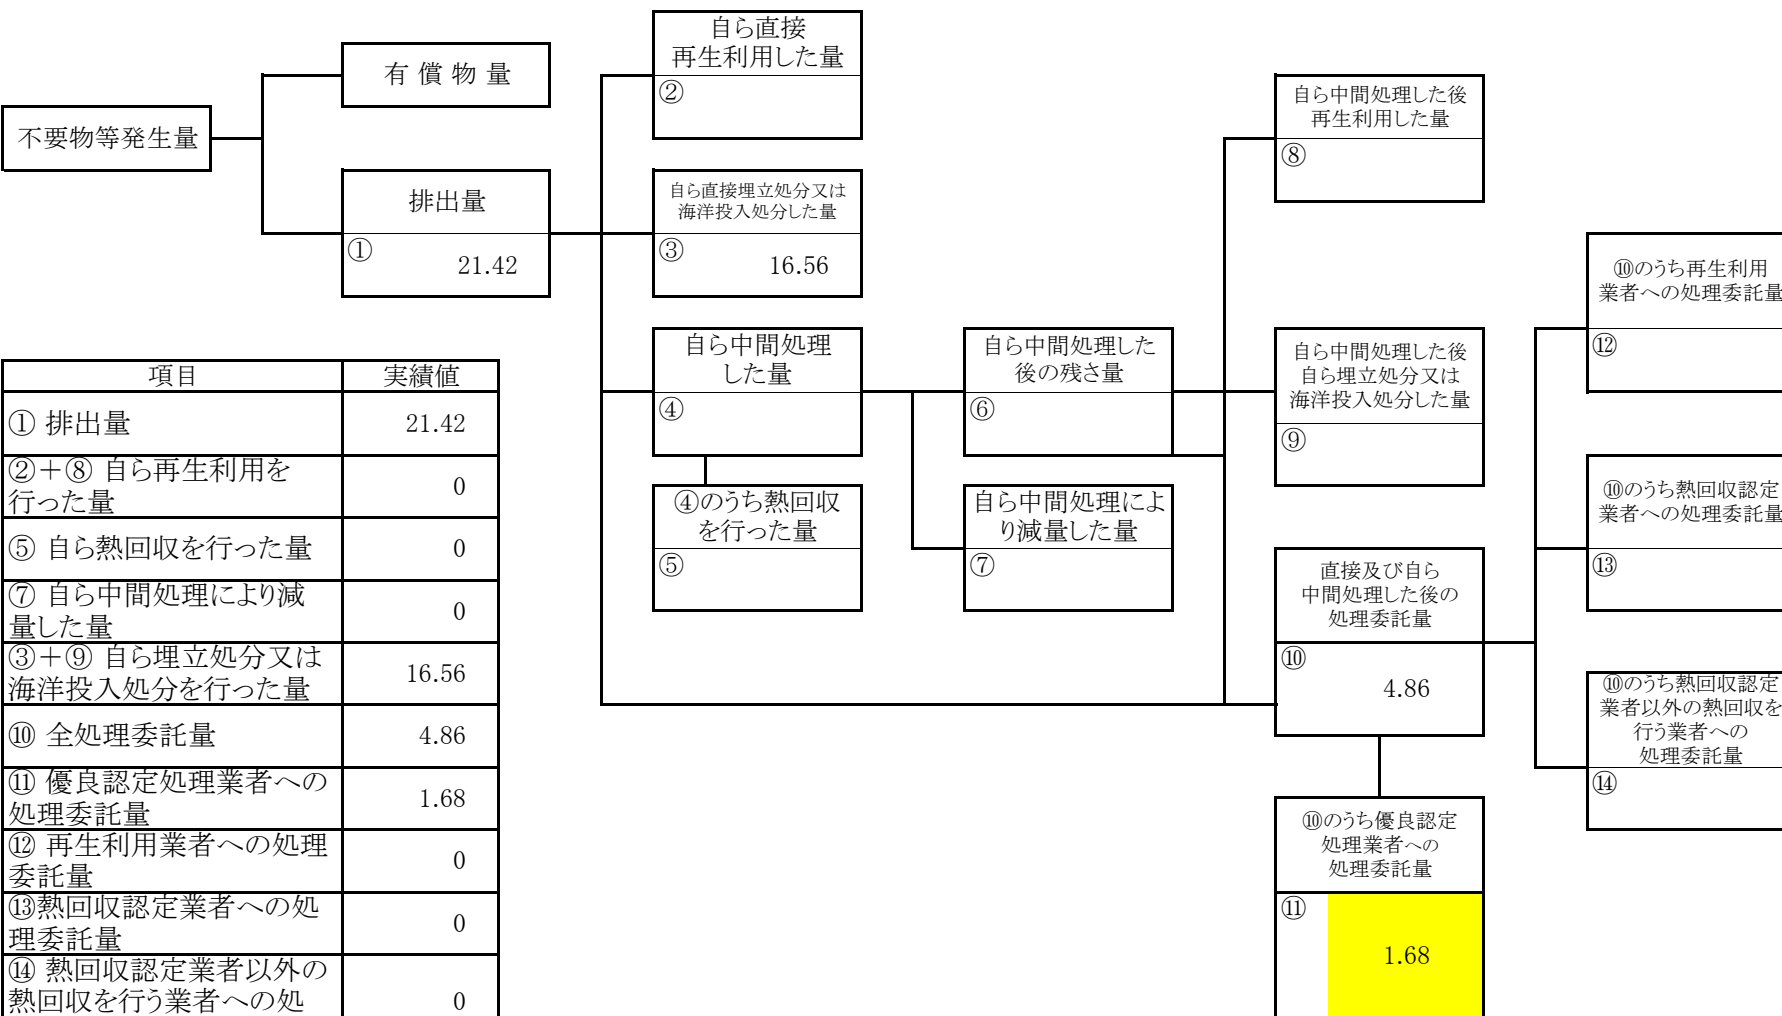 不要物等発生量
有 償 物 量
排出量
①
21.42
自ら直接
再生利用した量
②
自ら直接埋立処分又は
海洋投入処分した量
③
16.56
自ら中間処理
した量
④
④のうち熱回収
を行った量
⑤
自ら中間処理した
後の残さ量
⑥
自ら中間処理によ
り減量した量
⑦
自ら中間処理した後
再生利用した量
⑧
自ら中間処理した後
自ら埋立処分又は
海洋投入処分した量
⑨
直接及び自ら
中間処理した後の
処理委託量
⑩
4.86
⑩のうち優良認定
処理業者への
処理委託量
⑪
1.68
⑩のうち再生利用
業者への処理委託量
⑫
⑩のうち熱回収認定
業者への処理委託量
⑬
⑩のうち熱回収認定
業者以外の熱回収を
行う業者への
処理委託量
⑭
項目 実績値
① 排出量 21.42
②＋⑧ 自ら再生利用を
行った量 0
⑤ 自ら熱回収を行った量 0
⑦ 自ら中間処理により減
量した量 0
③＋⑨ 自ら埋立処分又は
海洋投入処分を行った量 16.56
⑩ 全処理委託量 4.86
⑪ 優良認定処理業者への
処理委託量 1.68
⑫ 再生利用業者への処理
委託量 0
⑬熱回収認定業者への処
理委託量 0
⑭ 熱回収認定業者以外の
熱回収を行う業者への処 0